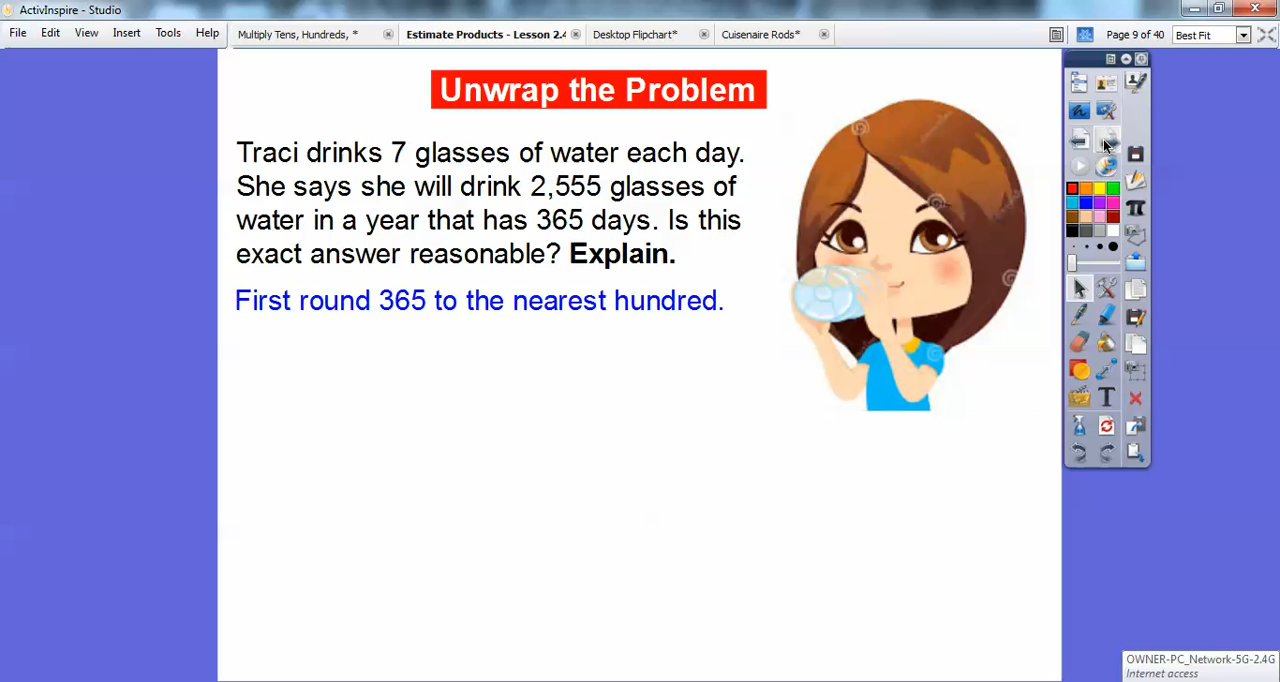 ActivInspire - Studio
File Edit View Insert Tools Help
Multiply Tens, Hundreds, * Estimate Products - Lesson 2.4 Desktop Flipchart* Cuisenaire Rods*
Page 9 of 40 Best Fit
Unwrap the Problem
Traci drinks 7 glasses of water each day.
She says she will drink 2,555 glasses of
water in a year that has 365 days. Is this
exact answer reasonable? Explain.
First round 365 to the nearest hundred.
OWNER-PC_Network-5G-2.4G
Internet access